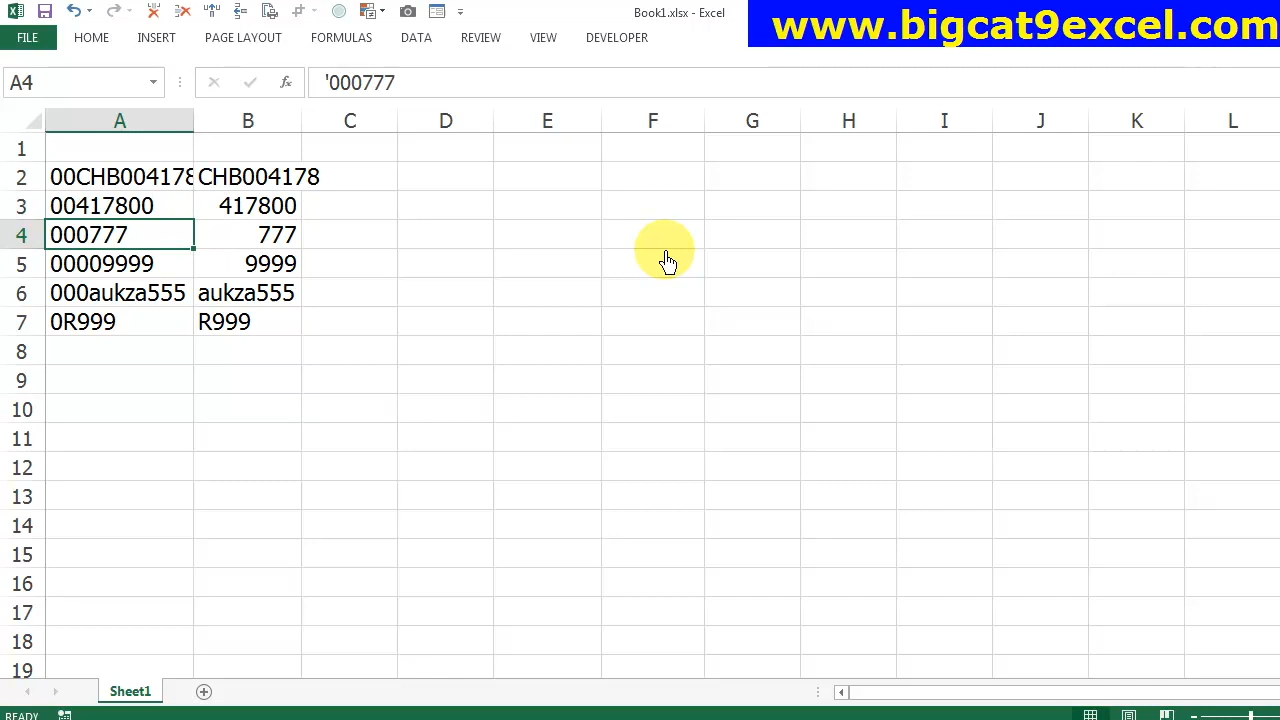 Book1.xlsx - Excel
www.bigcat9excel.com
FILE HOME INSERT PAGE LAYOUT FORMULAS DATA REVIEW VIEW DEVELOPER
A4 fx '000777
A B C D E F G H I J K L
1
2 00CHB004178 CHB004178
3 00417800 417800
4 000777 777
5 00009999 9999
6 000aukza555 aukza555
7 0R999 R999
8
9
10
11
12
13
14
15
16
17
18
19
Sheet1
READY